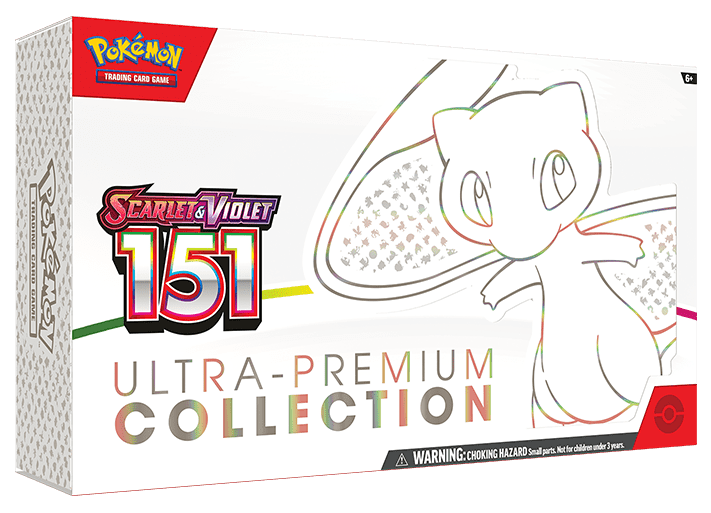 POKéMON
TRADING CARD GAME
6+
SCARLET & VIOLET
151
ULTRA-PREMIUM
COLLECTION
WARNING: CHOKING HAZARD Small parts. Not for children under 3 years.
POKéMON
TRADING CARD GAME